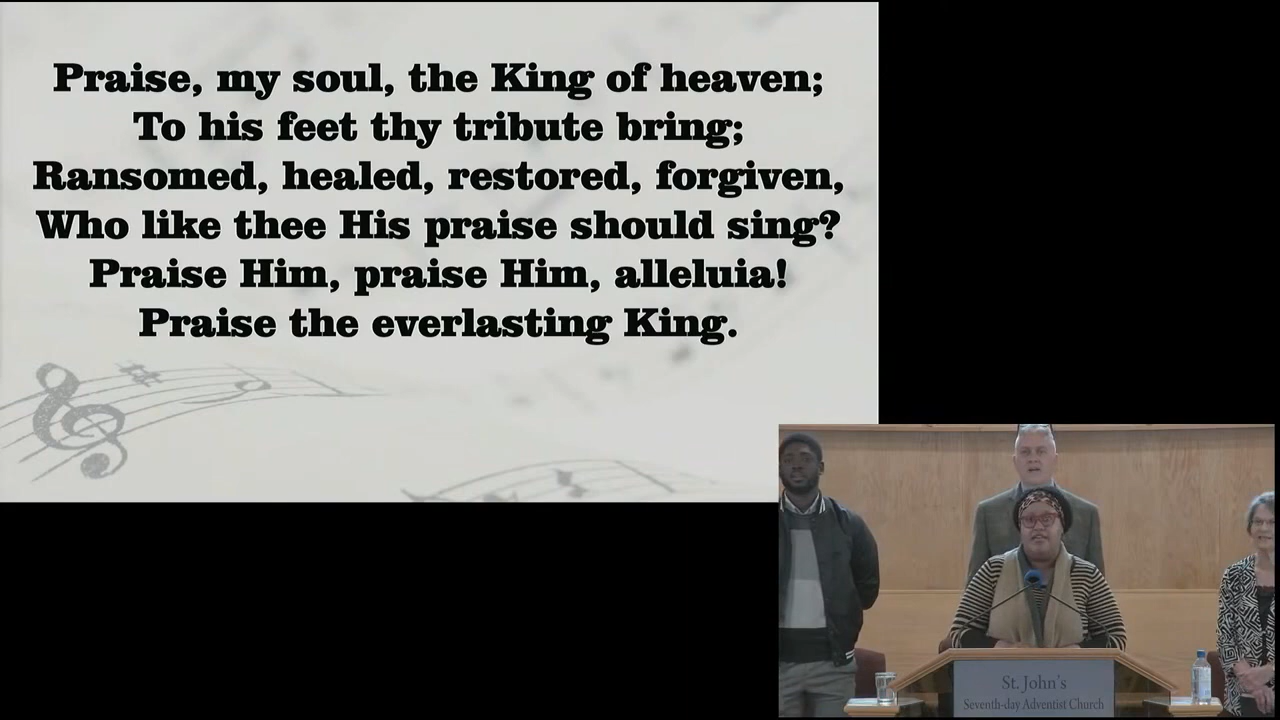 Praise, my soul, the King of heaven;
To his feet thy tribute bring;
Ransomed, healed, restored, forgiven,
Who like thee His praise should sing?
Praise Him, praise Him, alleluia!
Praise the everlasting King.
St. John's
Seventh-day Adventist Church